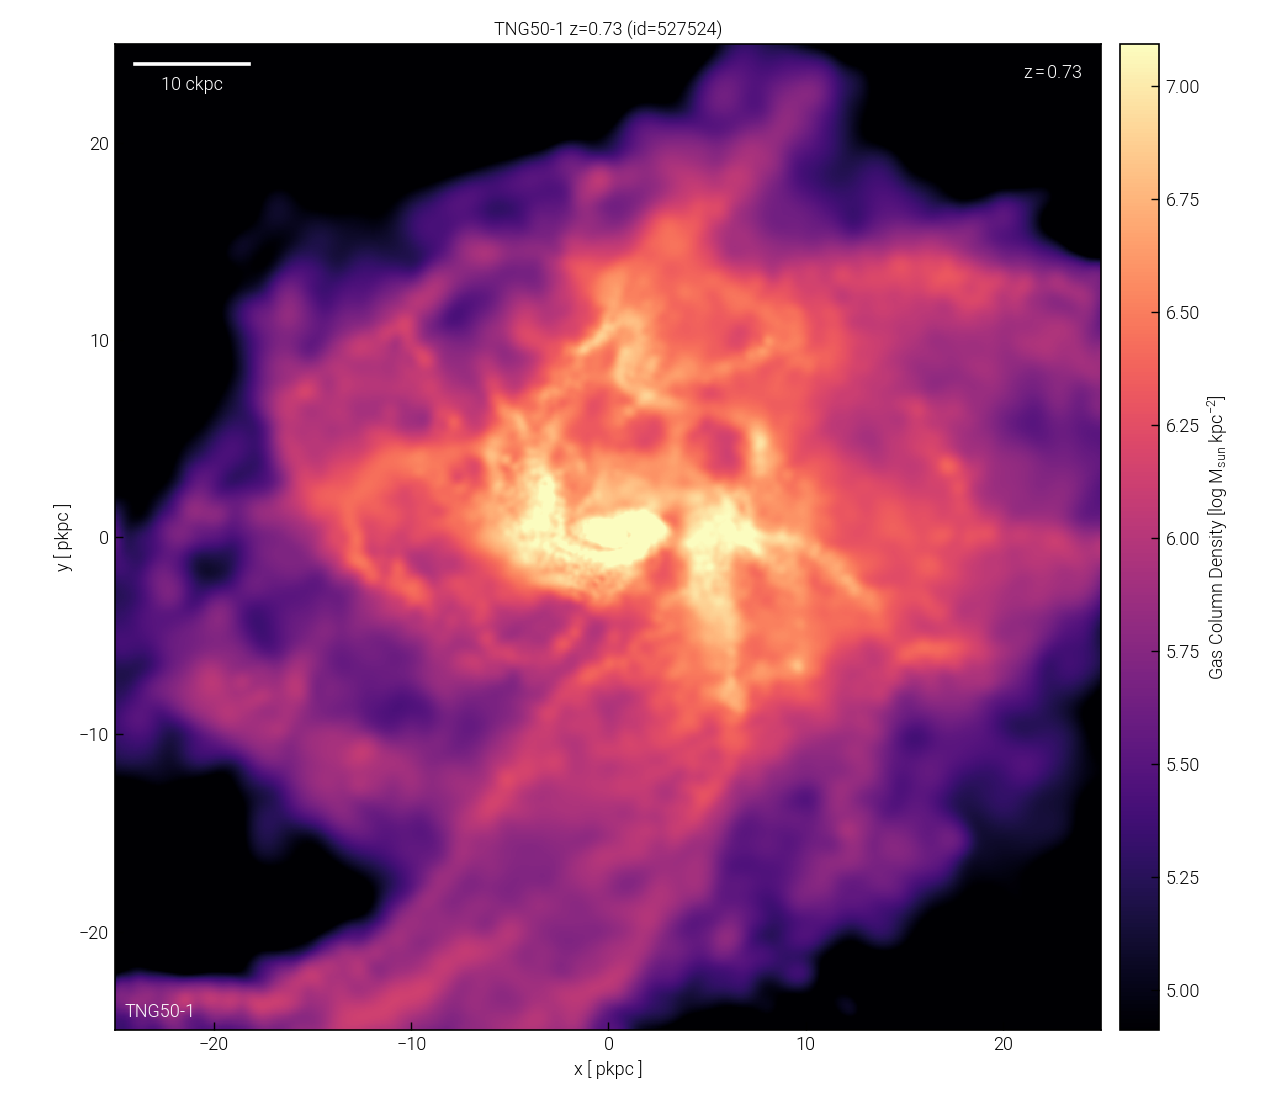 TNG50-1 z=0.73 (id=527524)
10 ckpc
z=0.73
TNG50-1
20
10
0
−10
−20
y [ pkpc ]
−20
−10
0
10
20
x [ pkpc ]
7.00
6.75
6.50
6.25
6.00
5.75
5.50
5.25
5.00
Gas Column Density [log M_sun kpc^−2]